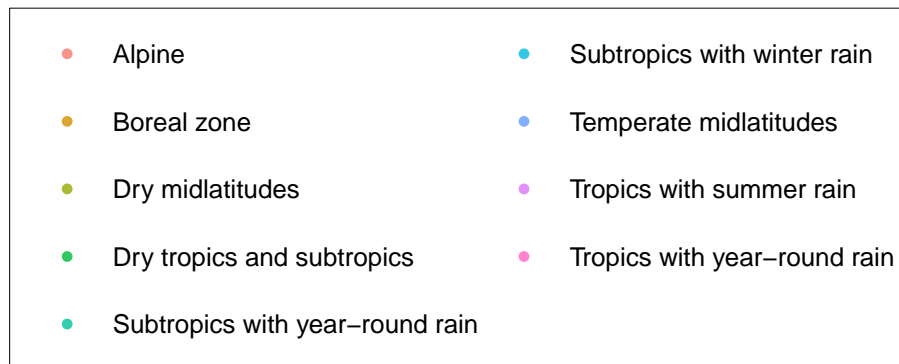 Alpine
Boreal zone
Dry midlatitudes
Dry tropics and subtropics
Subtropics with year−round rain
Subtropics with winter rain
Temperate midlatitudes
Tropics with summer rain
Tropics with year−round rain